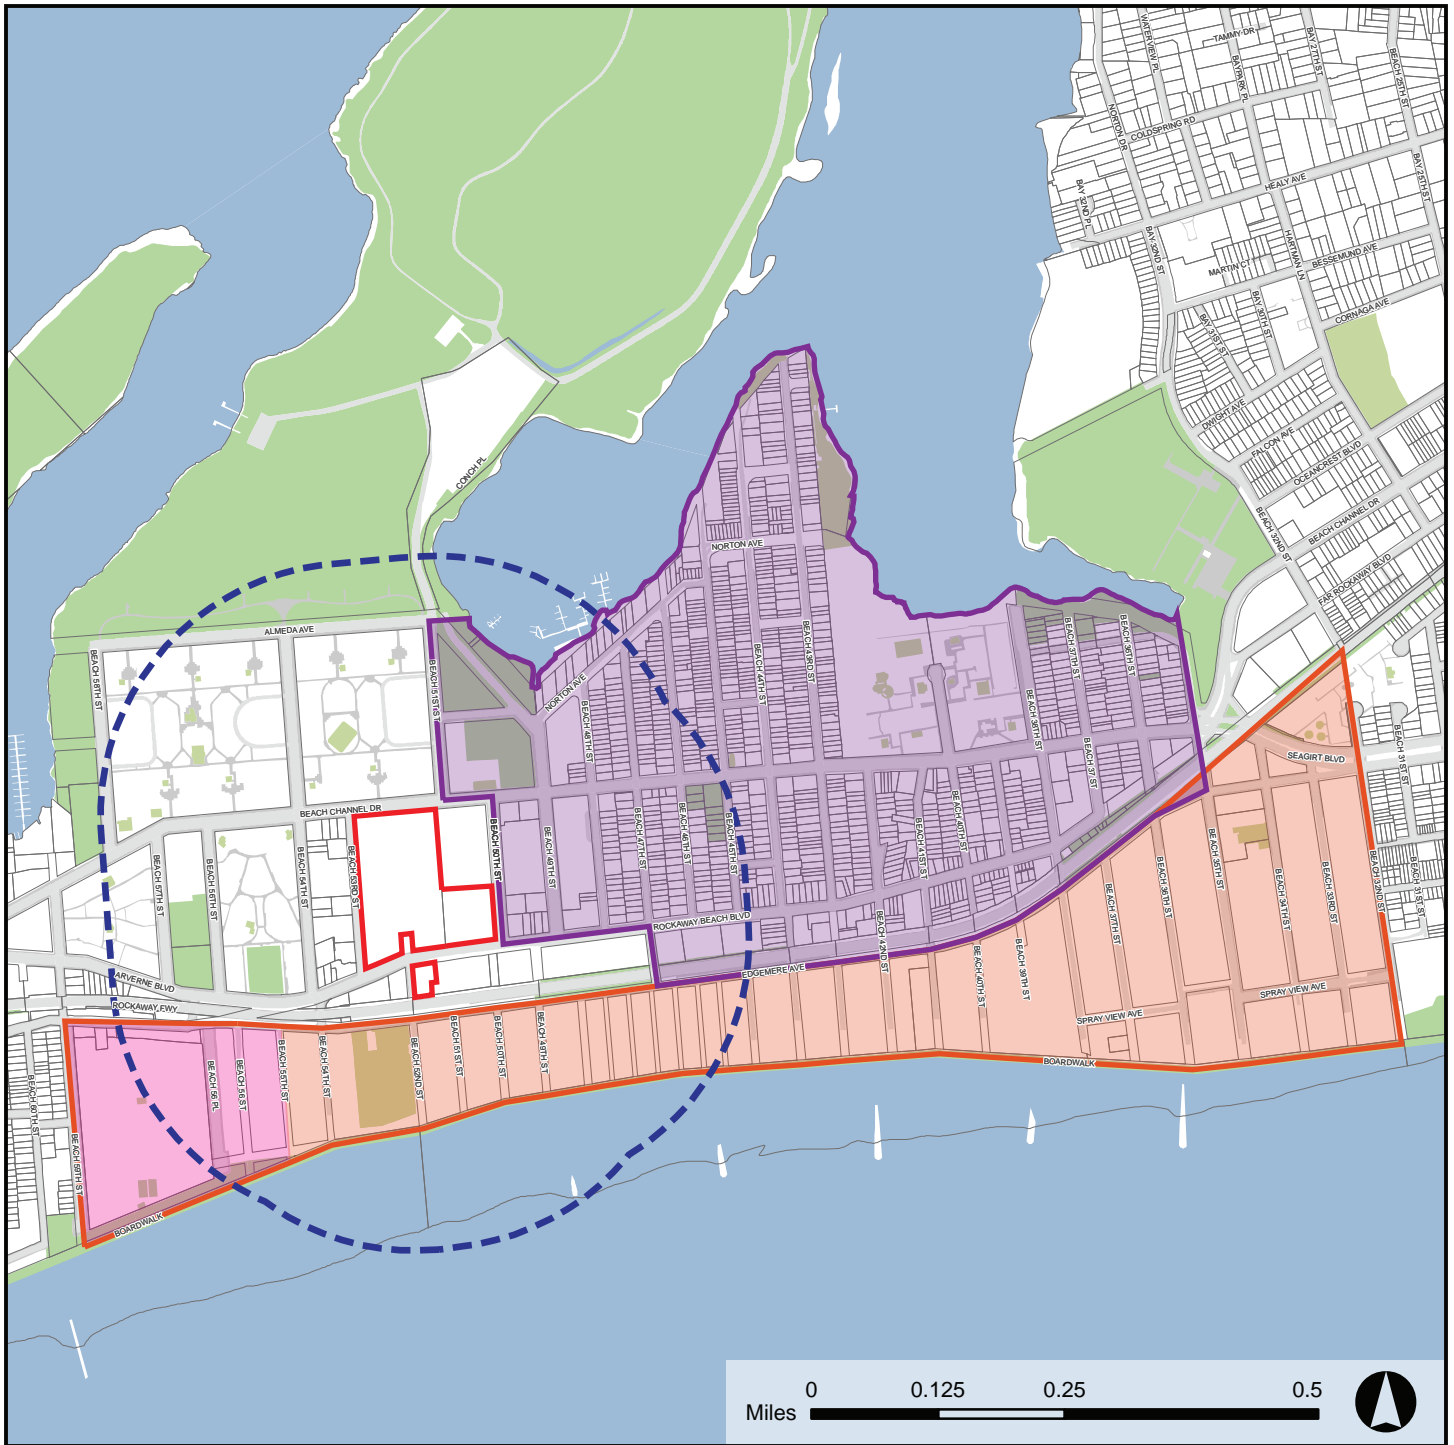 WATERVIEW PL
TAMMY DR
BAY 27TH ST
BEACH 25TH ST
BAYPARK PL
NORTON DR
COLDSPRING RD
BAY 25TH ST
HEALY AVE
BAY 32ND PL
BAY 32ND ST
HARTMAN LN
BESSEMUND AVE
MARTIN CT
BAY 30TH ST
CORNAGA AVE
BAY 31ST ST
DWIGHT AVE
FALCON AVE
OCEANCREST BLVD
CONCH PL
BEACH CHANNEL DR
BEACH 32ND ST
NORTON AVE
FAR ROCKAWAY BLVD
ALMEDA AVE
BEACH 58TH ST
BEACH 51ST ST
NORTON AVE
BEACH 48TH ST
BEACH 44TH ST
BEACH 43RD ST
BEACH 37TH ST
BEACH 36TH ST
BEACH 38TH ST
BEACH 37 ST
SEAGIRT BLVD
BEACH 31 ST ST
BEACH CHANNEL DR
BEACH 57TH ST
BEACH 56TH ST
BEACH 54TH ST
BEACH 53RD ST
BEACH 50TH ST
BEACH 49TH ST
BEACH 47TH ST
BEACH 46TH ST
BEACH 45TH ST
BEACH 41ST ST
BEACH 40TH ST
BEACH 36TH ST
BEACH 35TH ST
BEACH 34TH ST
BEACH 33RD ST
BEACH 32ND ST
BEACH 31 ST ST
BEACH 37TH ST
ROCKAWAY BEACH BLVD
BEACH 42ND ST
BEACH 40TH ST
BEACH 39TH ST
EDGEMERE AVE
ARVERNE BLVD
ROCKAWAY FWY
SPRAY VIEW AVE
SPRAY VIEW AVE
BEACH 60TH ST
BEACH 59TH ST
BEACH 56 PL
BEACH 56 ST
BEACH 55TH ST
BEACH 54TH ST
BEACH 52ND ST
BEACH 51 ST ST
BEACH 50TH ST
BEACH 49TH ST
BOARDWALK
BOARDWALK
0 0.125 0.25 0.5
Miles